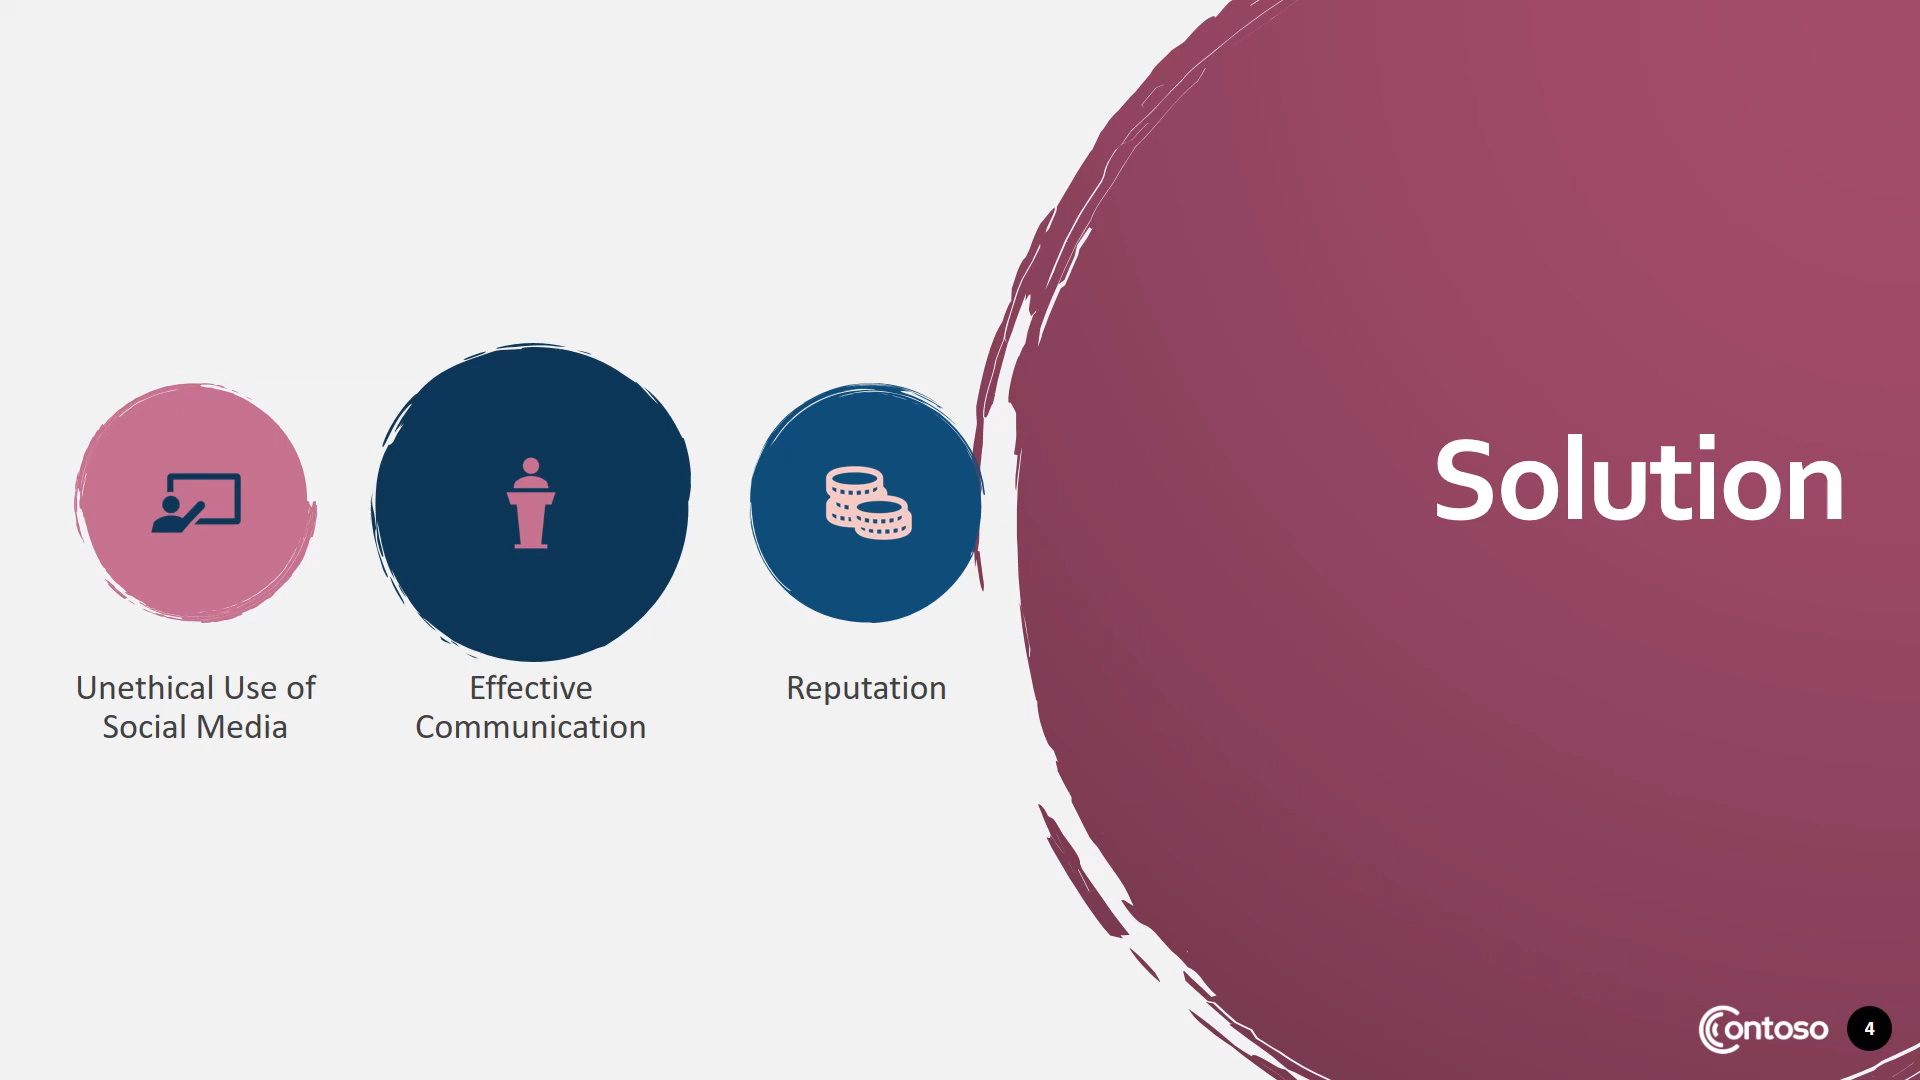 Solution
Unethical Use of
Social Media
Effective
Communication
Reputation
Contoso
4